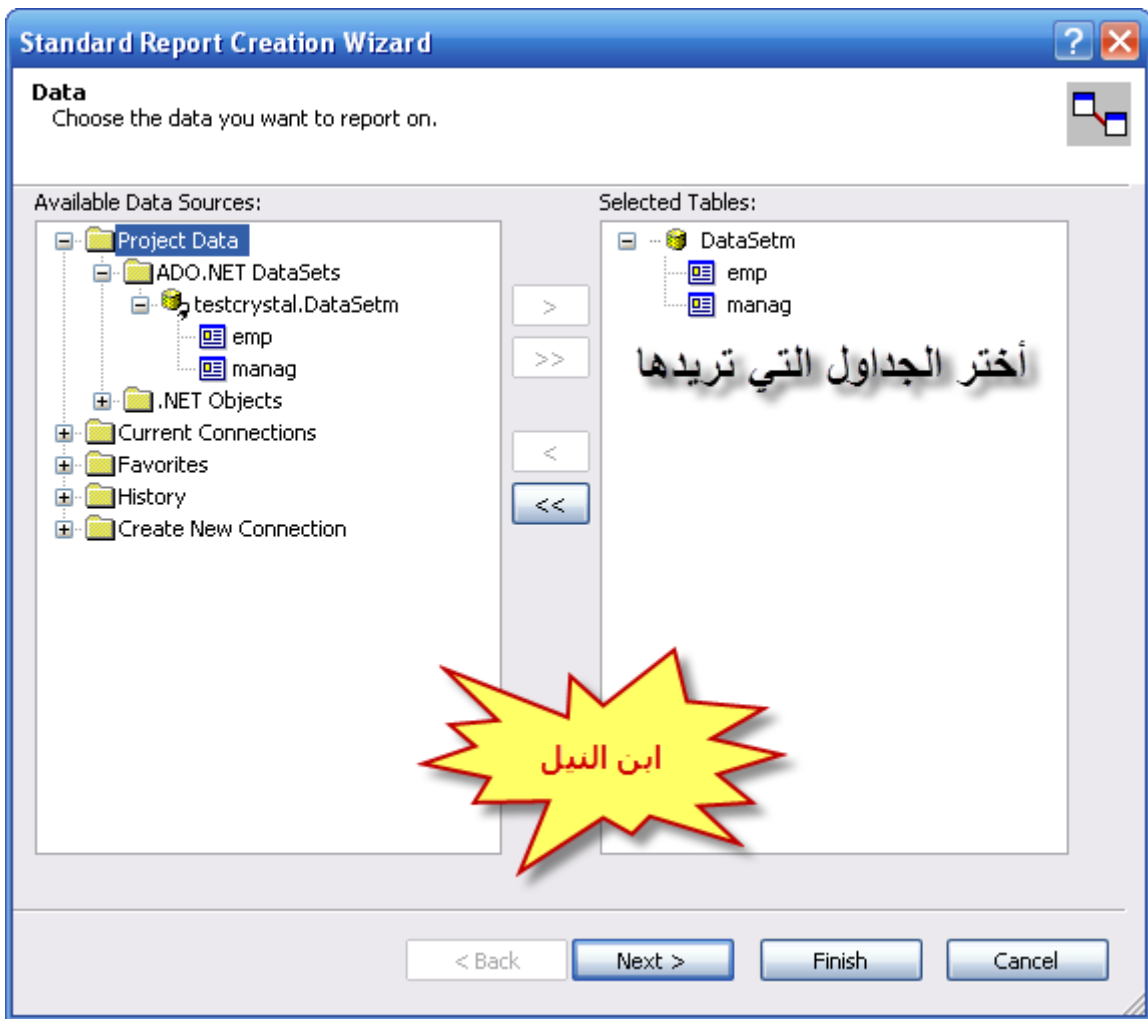 Standard Report Creation Wizard
Data
Choose the data you want to report on.
Available Data Sources:
Project Data
ADO.NET DataSets
testcrystal.DataSetm
emp
manag
.NET Objects
Current Connections
Favorites
History
Create New Connection
>
>>
<
<<
Selected Tables:
DataSetm
emp
manag
أختر الجداول التي تريدها
ابن النيل
< Back
Next >
Finish
Cancel